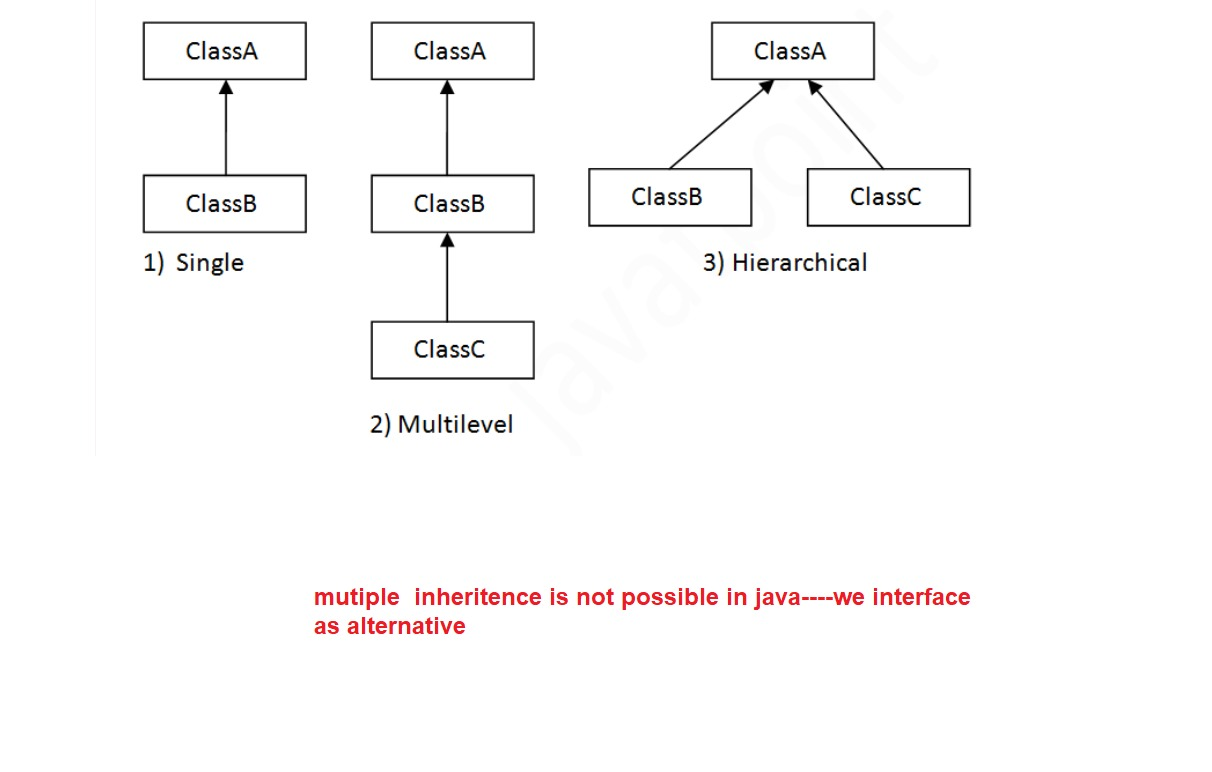 ClassA
ClassB
1) Single
ClassA
ClassB
ClassC
2) Multilevel
ClassA
ClassB
ClassC
3) Hierarchical
mutiple  inheritence is not possible in java----we interface
as alternative